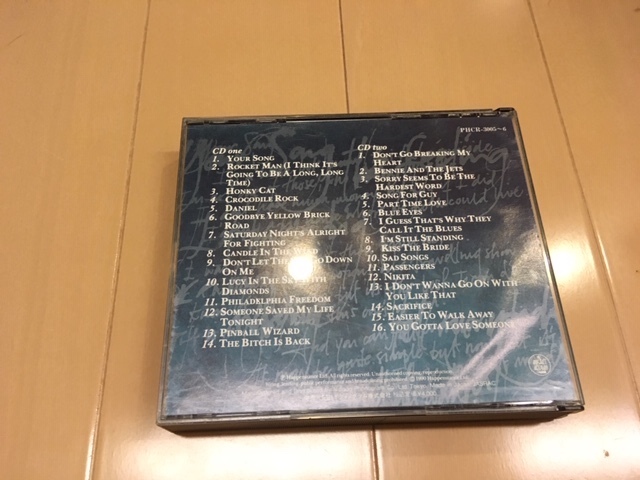 PHCR-3005~6
CD one
1. YOUR SONG
2. ROCKET MAN (I THINK IT'S
GOING TO BE A LONG, LONG
TIME)
3. HONKY CAT
4. CROCODILE ROCK
5. DANIEL
6. GOODBYE YELLOW BRICK
ROAD
7. SATURDAY NIGHT'S ALRIGHT
FOR FIGHTING
8. CANDLE IN THE WIND
9. DON'T LET THE SUN GO DOWN
ON ME
10. LUCY IN THE SKY WITH
DIAMONDS
11. PHILADELPHIA FREEDOM
12. SOMEONE SAVED MY LIFE
TONIGHT
13. PINBALL WIZARD
14. THE BITCH IS BACK
CD two
1. DON'T GO BREAKING MY
HEART
2. BENNIE AND THE JETS
3. SORRY SEEMS TO BE THE
HARDEST WORD
4. SONG FOR GUY
5. PART TIME LOVE
6. BLUE EYES
7. I GUESS THAT'S WHY THEY
CALL IT THE BLUES
8. I'M STILL STANDING
9. KISS THE BRIDE
10. SAD SONGS
11. PASSENGERS
12. NIKITA
13. I DON'T WANNA GO ON WITH
YOU LIKE THAT
14. SACRIFICE
15. EASIER TO WALK AWAY
16. YOU GOTTA LOVE SOMEONE